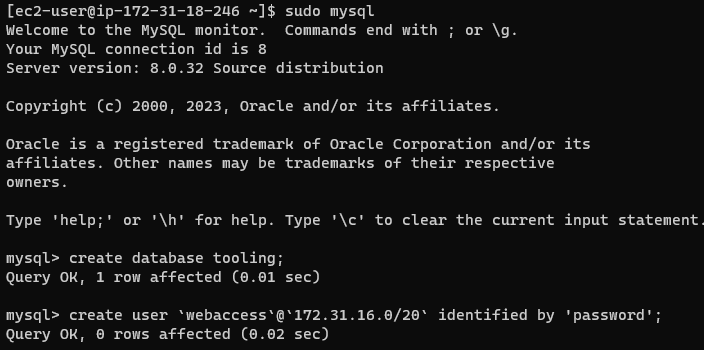 [ec2-user@ip-172-31-18-246 ~]$ sudo mysql
Welcome to the MySQL monitor.  Commands end with ; or \g.
Your MySQL connection id is 8
Server version: 8.0.32 Source distribution

Copyright (c) 2000, 2023, Oracle and/or its affiliates.

Oracle is a registered trademark of Oracle Corporation and/or its
affiliates. Other names may be trademarks of their respective
owners.

Type 'help;' or '\h' for help. Type '\c' to clear the current input statement.

mysql> create database tooling;
Query OK, 1 row affected (0.01 sec)

mysql> create user `webaccess`@`172.31.16.0/20` identified by 'password';
Query OK, 0 rows affected (0.02 sec)